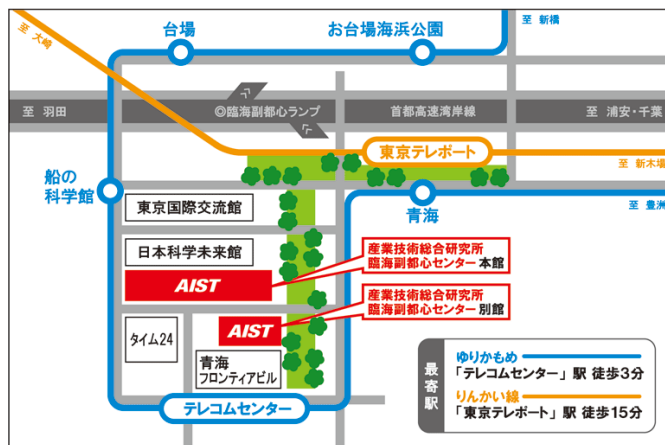 至 大崎
台場
お台場海浜公園
至 新橋
至 羽田
◎臨海副都心ランプ
首都高速湾岸線
至 浦安・千葉
東京テレポート
至 新木場
船の
科学館
青海
至 豊洲
東京国際交流館
日本科学未来館
AIST
産業技術総合研究所
臨海副都心センター 本館
産業技術総合研究所
臨海副都心センター 別館
AIST
タイム24
青海
フロンティアビル
テレコムセンター
最寄駅
ゆりかもめ
「テレコムセンター」駅 徒歩3分
りんかい線
「東京テレポート」駅 徒歩15分